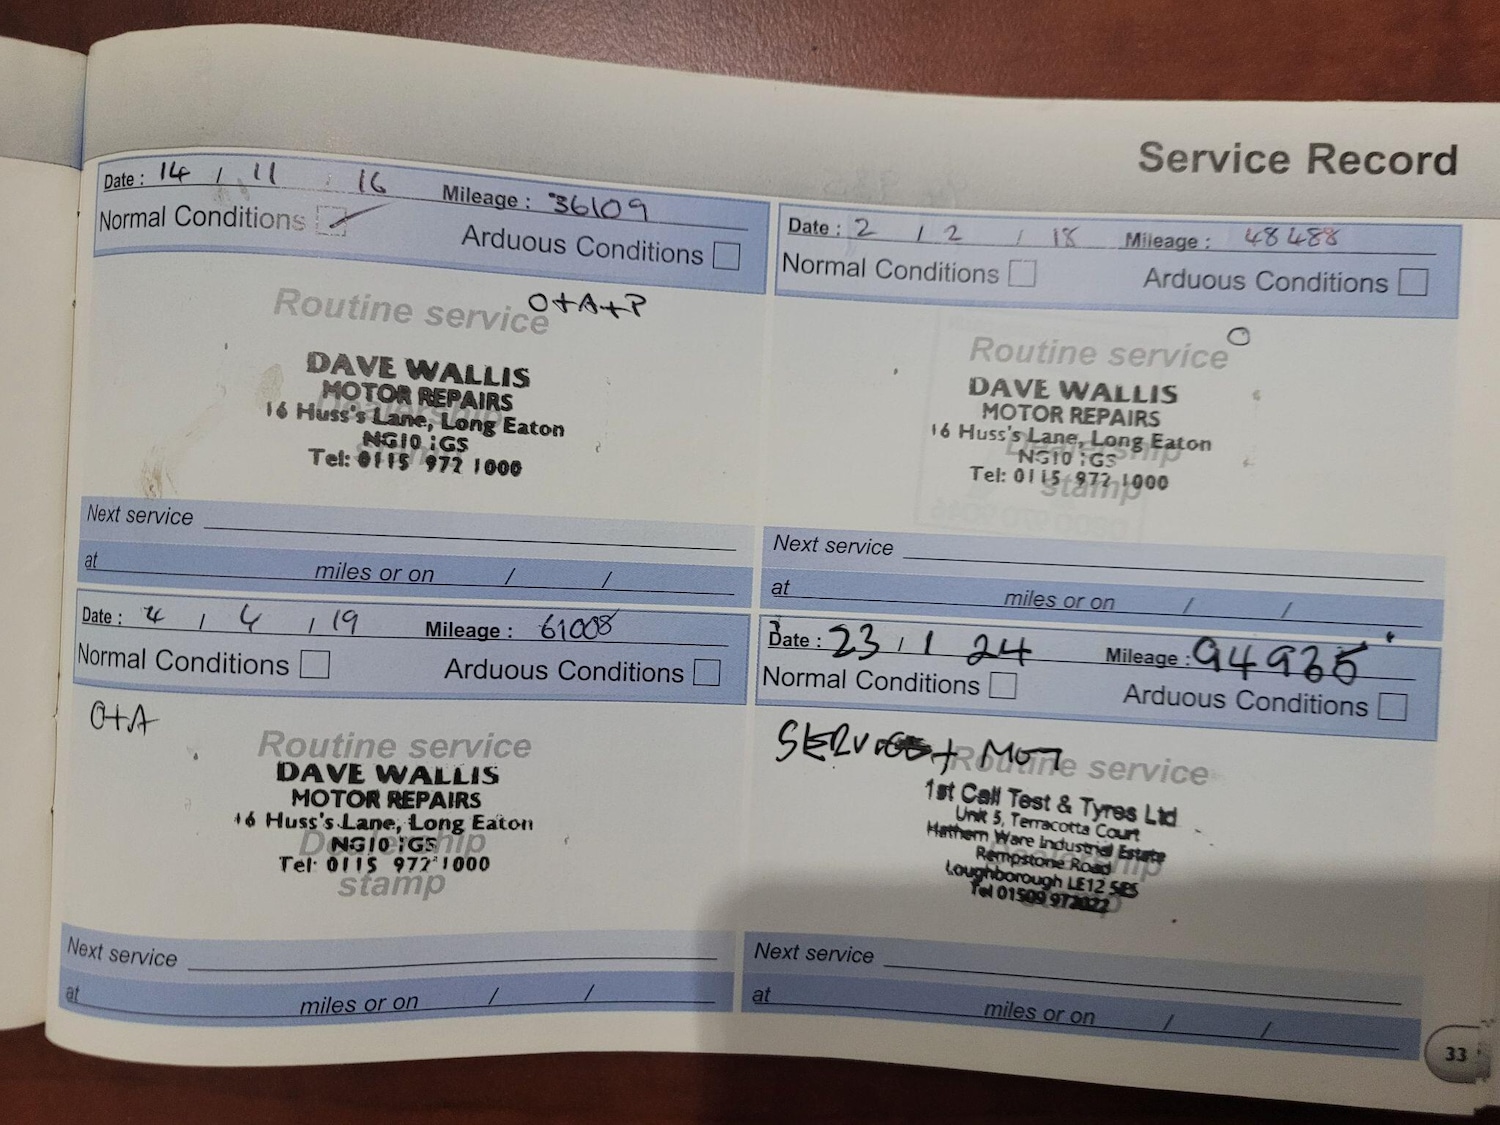 Service Record
Date : 14 / 11 16 Mileage : 36109
Normal Conditions Arduous Conditions
Routine service O+A+P
DAVE WALLIS
MOTOR REPAIRS
16 Huss's Lane, Long Eaton
NG10 1GS
Tel: 0115 972 1000
Next service
at miles or on / /
Date : 2 / 2 / 18 Mileage : 48488
Normal Conditions Arduous Conditions
Routine service O
DAVE WALLIS
MOTOR REPAIRS
16 Huss's Lane, Long Eaton
Dealership
NG10 1GS
Tel: 0115 972 1000
stamp
Next service
at miles or on / /
Date : 4 / 4 / 19 Mileage : 61008
Normal Conditions Arduous Conditions
O+A
Routine service
DAVE WALLIS
MOTOR REPAIRS
16 Huss's Lane, Long Eaton
Dealership
NG10 1GS
Tel: 0115 972 1000
stamp
Next service
at miles or on / /
Date : 23 / 1 24 Mileage :
Normal Conditions Arduous Conditions
+ MOT
Routine service
1st Call Test & Tyres Ltd
Unit 5, Terracotta Court
Hathern Ware Industrial Estate
Rempstone Road
Loughborough LE12 5ES
Tel 01509 972022
Next service
at miles or on / /
33